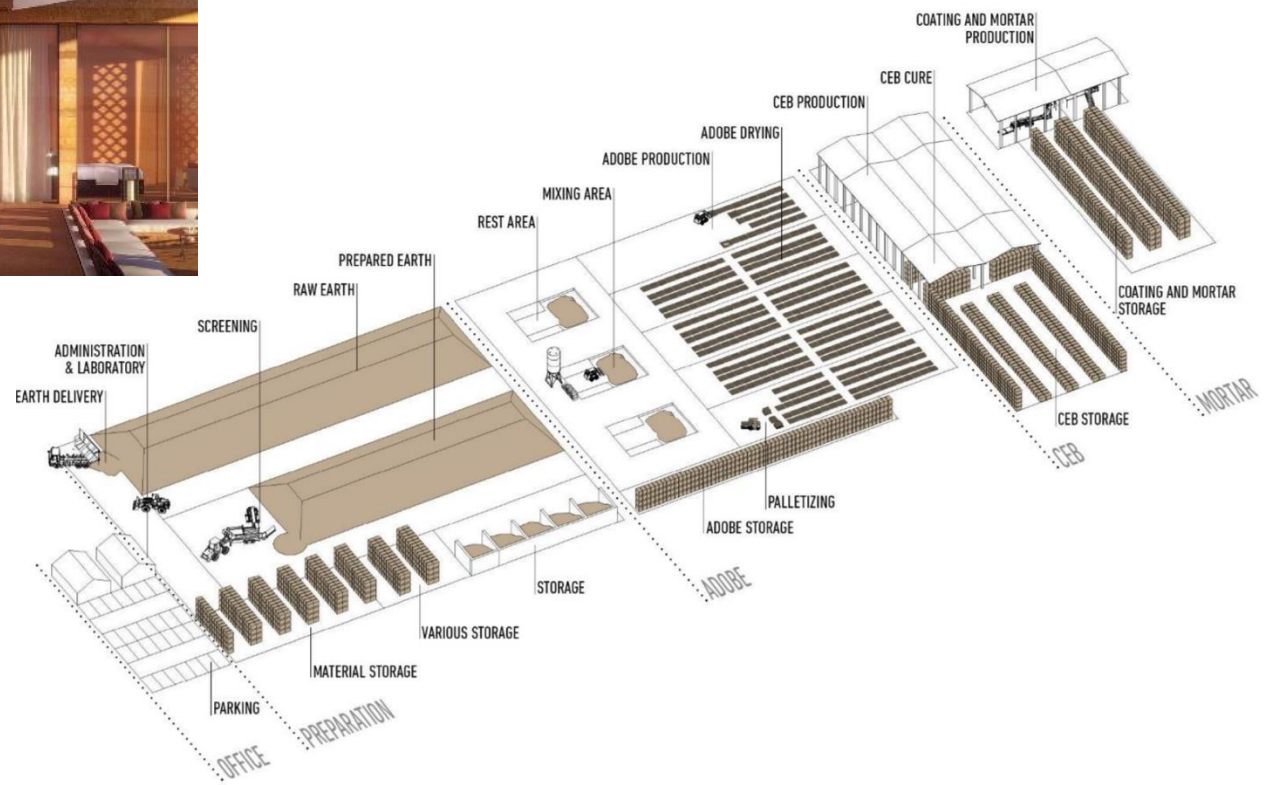 COATING AND MORTAR
PRODUCTION
CEB CURE
CEB PRODUCTION
ADOBE DRYING
ADOBE PRODUCTION
MIXING AREA
REST AREA
PREPARED EARTH
RAW EARTH
SCREENING
ADMINISTRATION
& LABORATORY
EARTH DELIVERY
COATING AND MORTAR
STORAGE
MORTAR
CEB STORAGE
CEB
PALLETIZING
ADOBE STORAGE
ADOBE
STORAGE
VARIOUS STORAGE
MATERIAL STORAGE
PARKING
PREPARATION
OFFICE